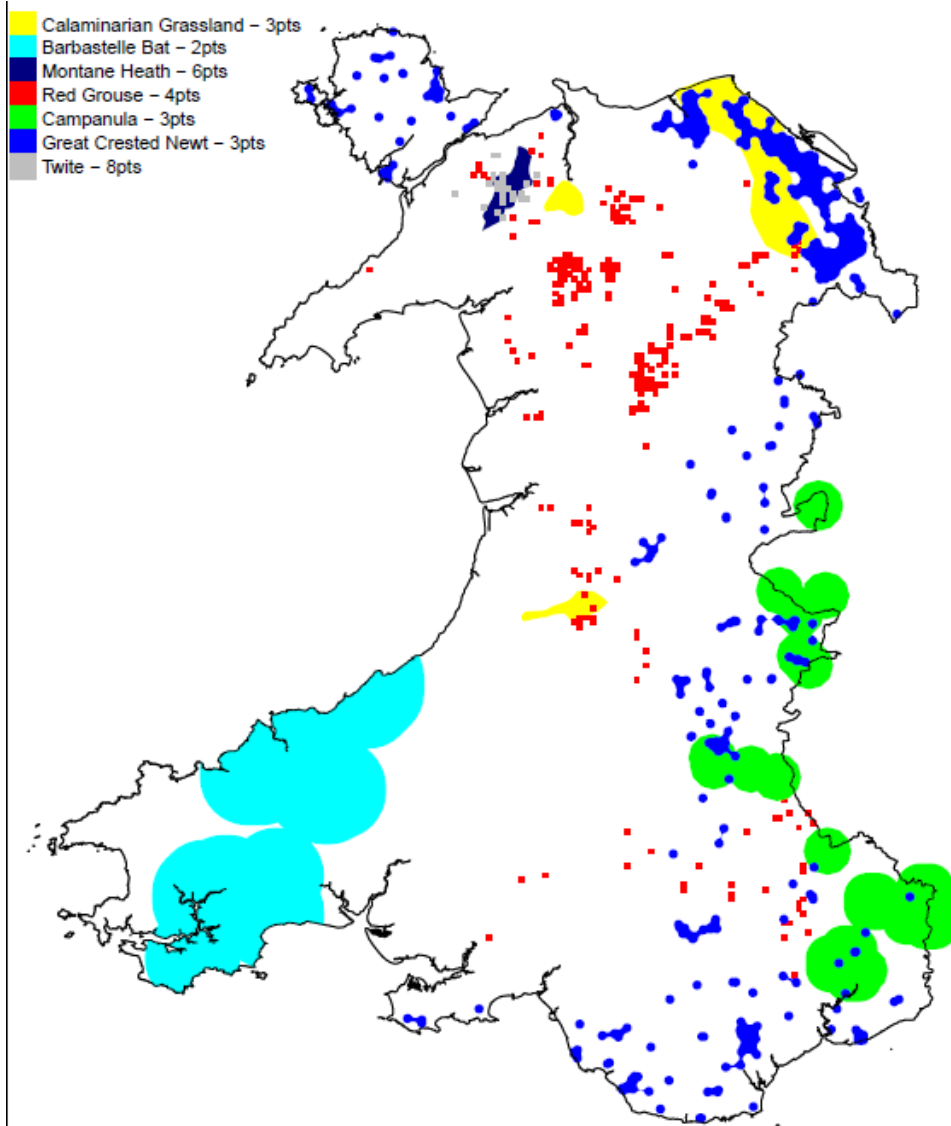 Calaminarian Grassland – 3pts
Barbastelle Bat – 2pts
Montane Heath – 6pts
Red Grouse – 4pts
Campanula – 3pts
Great Crested Newt – 3pts
Twite – 8pts